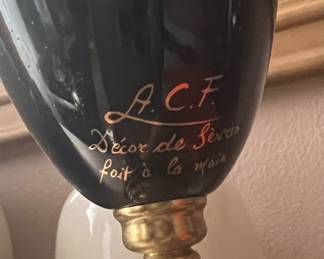 A.C.F.
Décor de Sèvres
fait à la main